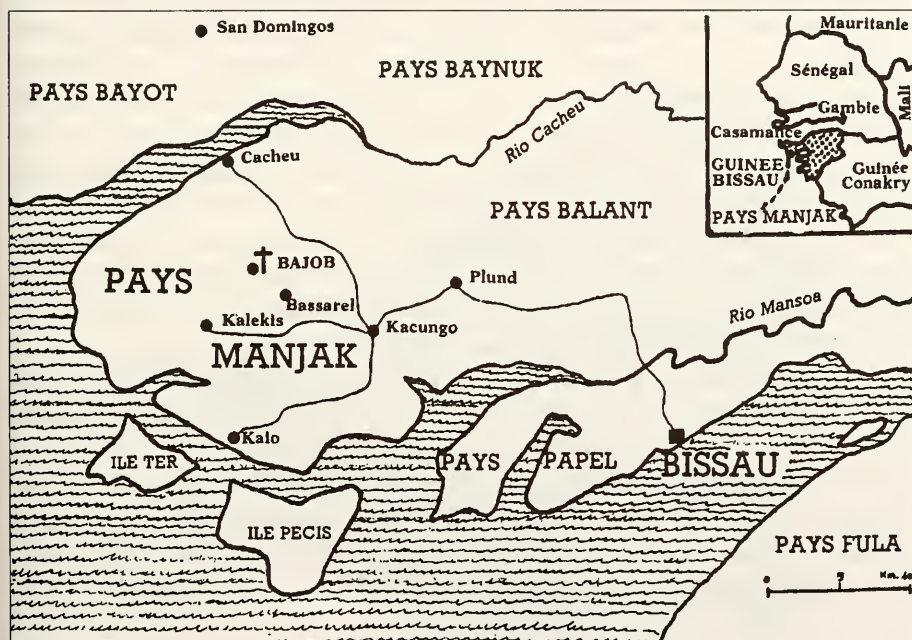 San Domingos
PAYS BAYNUK
PAYS BAYOT
Rio Cacheu
Cacheu
PAYS BALANT
BAJOB
PAYS
Plund
Bassarel
Kalekis
Kacungo
Rio Mansoa
MANJAK
Kalo
ILE TER
PAYS
PAPEL
BISSAU
ILE PECIS
PAYS FULA
0
Km.
Mauritanie
Sénégal
Mali
Gambie
Casamance
GUINEE
BISSAU
Guinée
Conakry
PAYS MANJAK